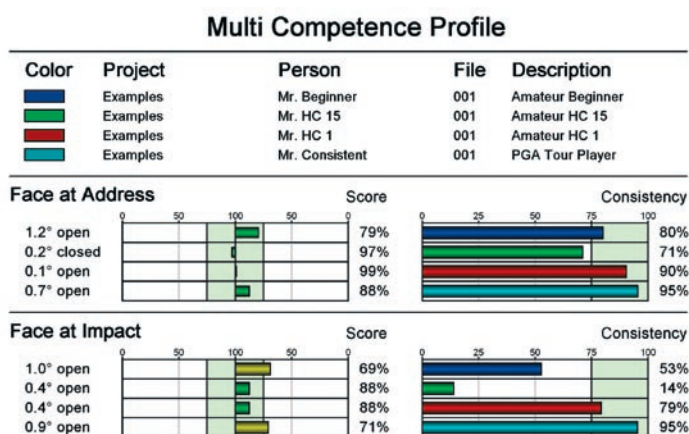 Multi Competence Profile
Color Project Person File Description
Examples Mr. Beginner 001 Amateur Beginner
Examples Mr. HC 15 001 Amateur HC 15
Examples Mr. HC 1 001 Amateur HC 1
Examples Mr. Consistent 001 PGA Tour Player
Face at Address Score Consistency
0 50 100 50 0 0 25 50 75 100
1.2° open 79% 80%
0.2° closed 97% 71%
0.1° open 99% 90%
0.7° open 88% 95%
Face at Impact Score Consistency
0 50 100 50 0 0 25 50 75 100
1.0° open 69% 53%
0.4° open 88% 14%
0.4° open 88% 79%
0.9° open 71% 95%